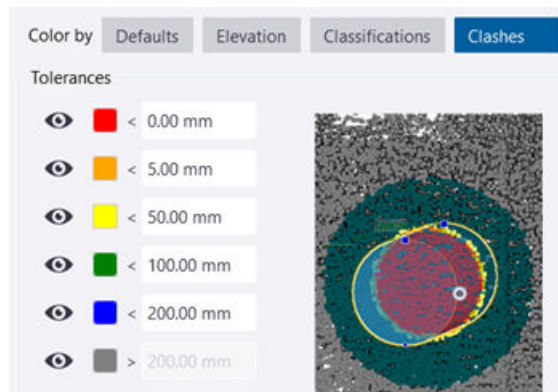 Color by Defaults Elevation Classifications Clashes
Tolerances
< 0.00 mm
< 5.00 mm
< 50.00 mm
< 100.00 mm
< 200.00 mm
> 200.00 mm